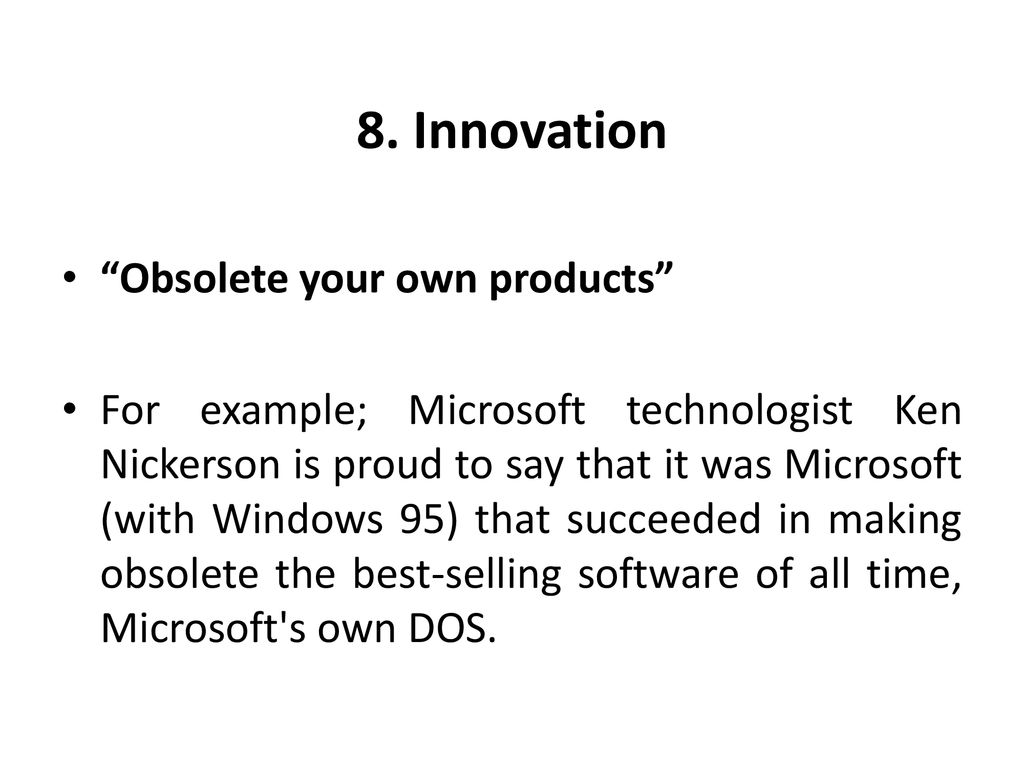 8. Innovation
• “Obsolete your own products”
• For example; Microsoft technologist Ken
Nickerson is proud to say that it was Microsoft
(with Windows 95) that succeeded in making
obsolete the best-selling software of all time,
Microsoft's own DOS.